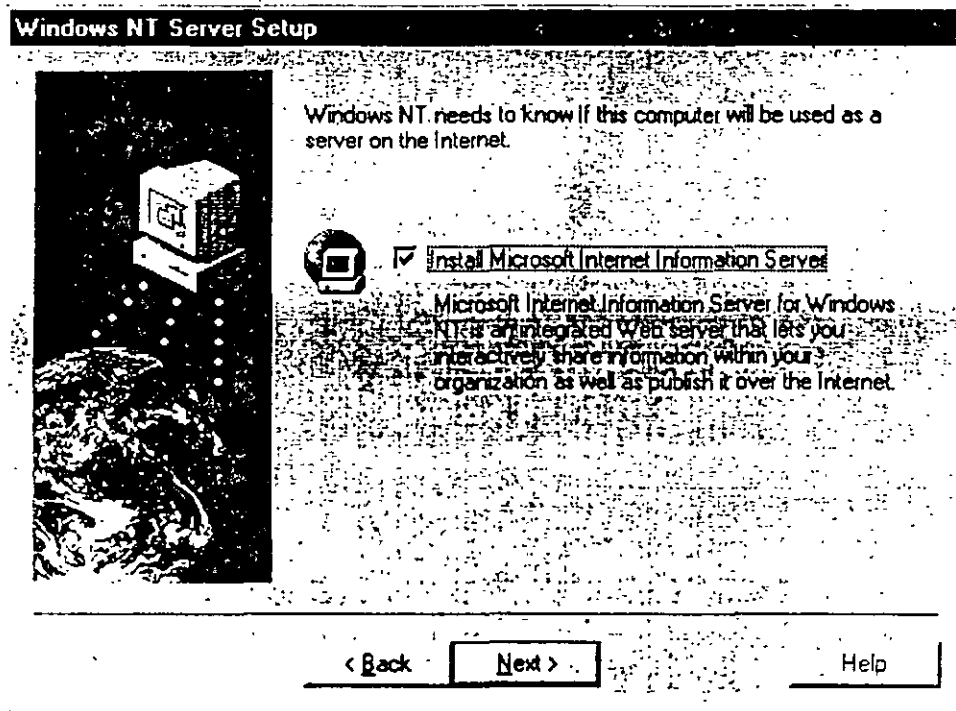 Windows NT Server Setup
Windows NT needs to know if this computer will be used as a
server on the Internet.
Install Microsoft Internet Information Server
Microsoft Internet Information Server for Windows
NT is an integrated Web server that lets you
interactively share information within your
organization as well as publish it over the Internet.
< Back
Next >
Help